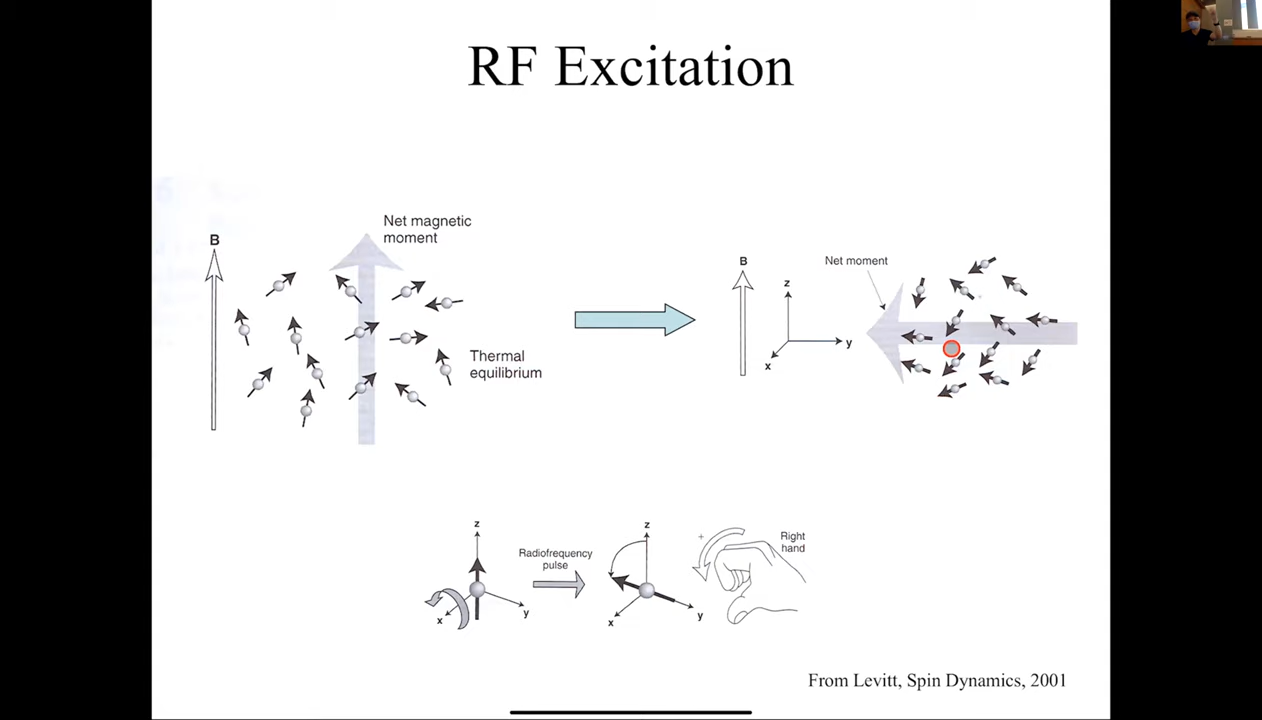 RF Excitation
Net magnetic
moment
B
Thermal
equilibrium
B
z
y
x
Net moment
z
x
y
Radiofrequency
pulse
z
x
y
+
Right
hand
From Levitt, Spin Dynamics, 2001